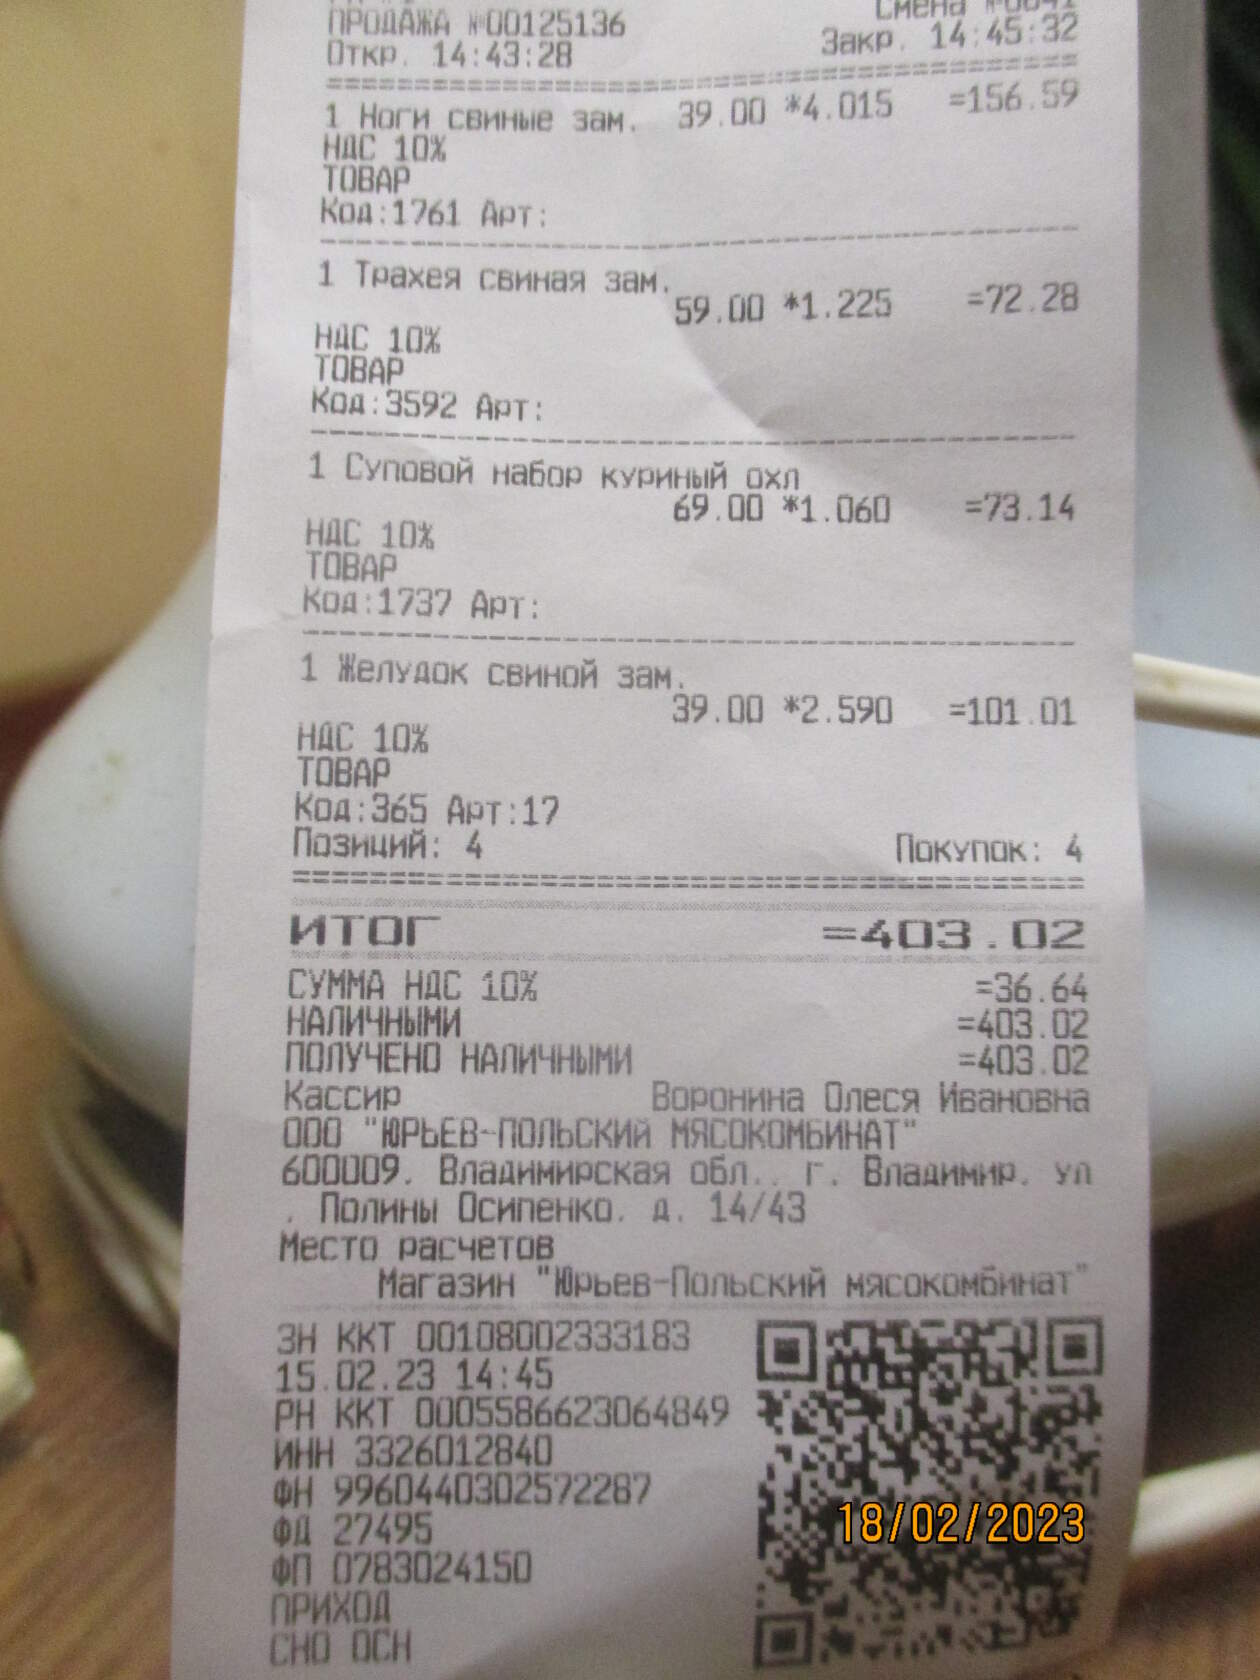 ПРОДАЖА №00125136
Смена №0041
Откр. 14:43:28 Закр. 14:45:32
1 Ноги свиные зам. 39.00 *4.015 =156.59
НДС 10%
ТОВАР
Код:1761 Арт:
1 Трахея свиная зам.
59.00 *1.225 =72.28
НДС 10%
ТОВАР
Код:3592 Арт:
1 Суповой набор куриный охл
69.00 *1.060 =73.14
НДС 10%
ТОВАР
Код:1737 Арт:
1 Желудок свиной зам.
39.00 *2.590 =101.01
НДС 10%
ТОВАР
Код:365 Арт:17
Позиций: 4 Покупок: 4
ИТОГ =403.02
СУММА НДС 10% =36.64
НАЛИЧНЫМИ =403.02
ПОЛУЧЕНО НАЛИЧНЫМИ =403.02
Кассир Воронина Олеся Ивановна
ООО "ЮРЬЕВ-ПОЛЬСКИЙ МЯСОКОМБИНАТ"
600009, Владимирская обл., г. Владимир, ул
. Полины Осипенко, д. 14/43
Место расчетов
Магазин "Юрьев-Польский мясокомбинат"
ЗН ККТ 00108002333183
15.02.23 14:45
РН ККТ 0005586623064849
ИНН 3326012840
ФН 9960440302572287
ФД 27495
ФП 0783024150
ПРИХОД
СНО ОСН
18/02/2023